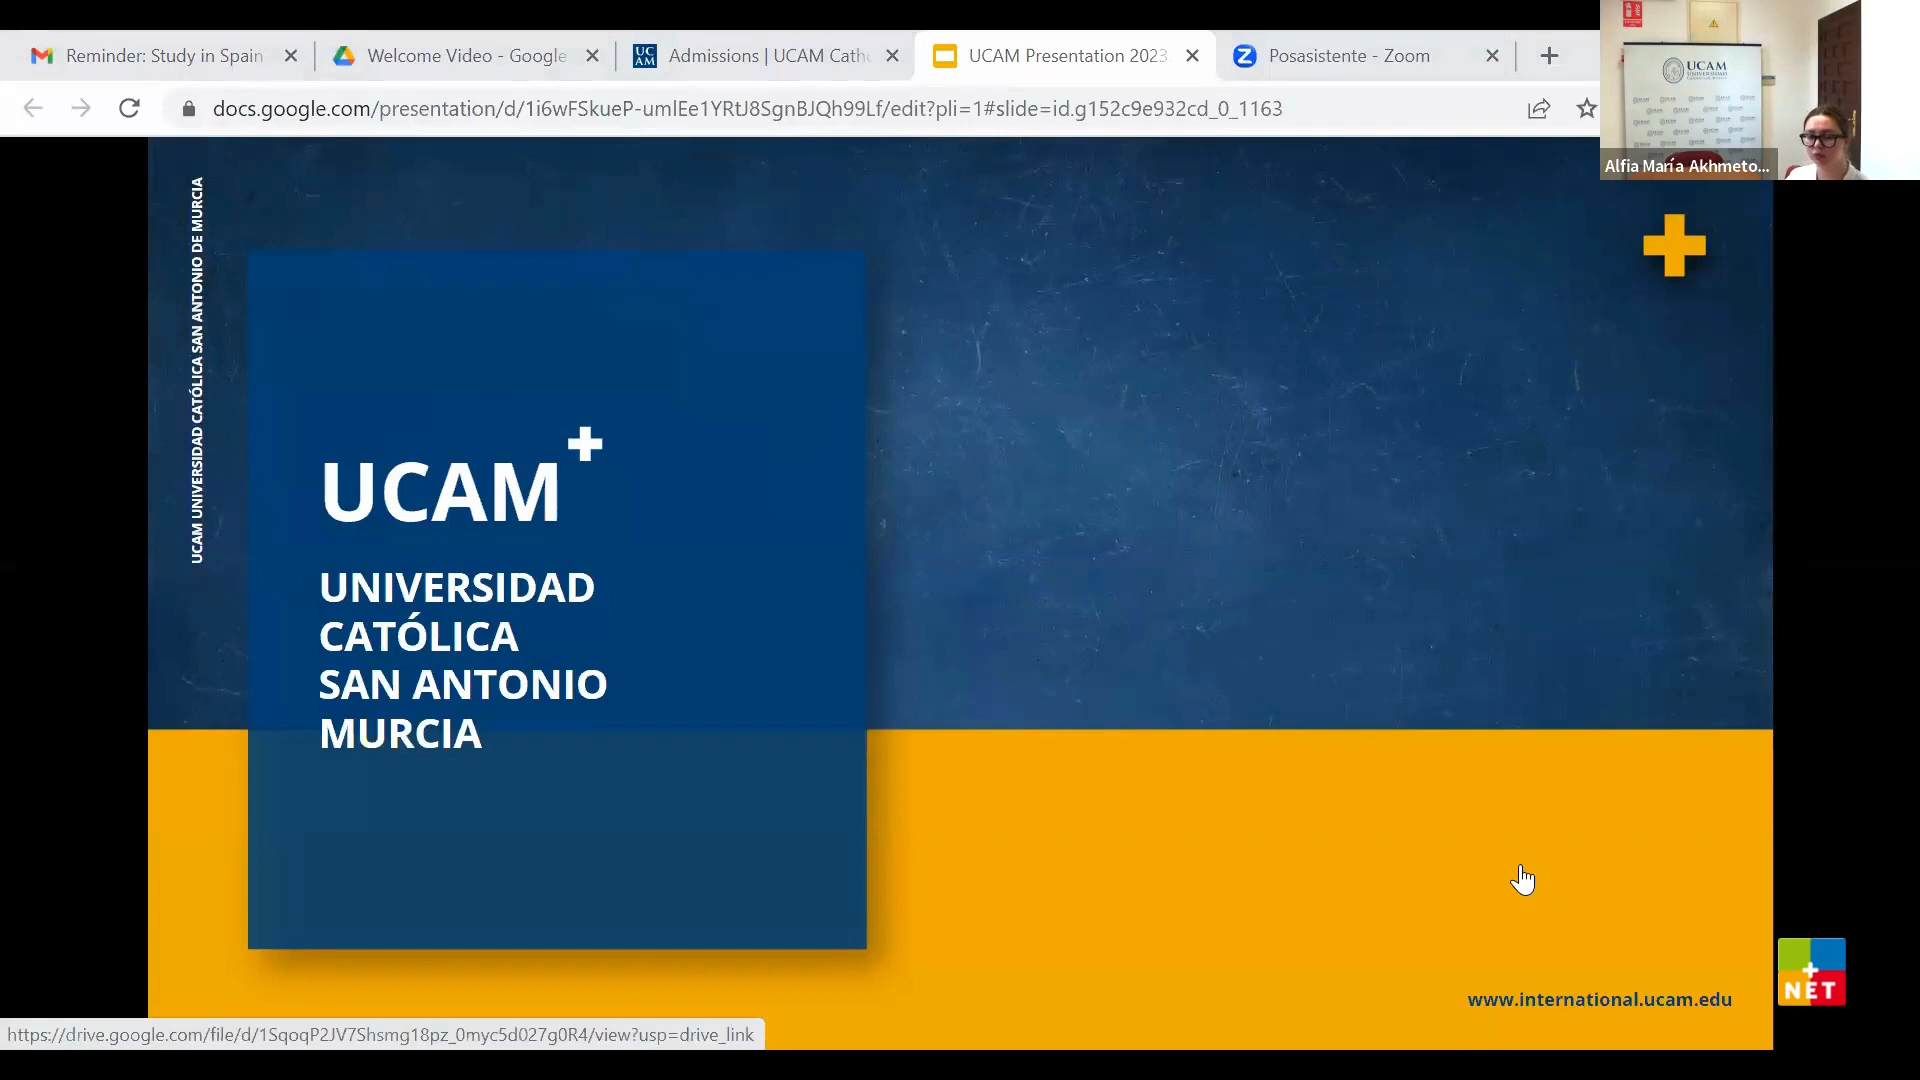 Reminder: Study in Spain
Welcome Video - Google
Admissions | UCAM Cath
UCAM Presentation 2023
Posasistente - Zoom
docs.google.com/presentation/d/1i6wFSkueP-umlEe1YRtJ8SgnBJQh99Lf/edit?pli=1#slide=id.g152c9e932cd_0_1163
UCAM
UNIVERSIDAD
Alfia María Akhmeto...
UCAM UNIVERSIDAD CATÓLICA SAN ANTONIO DE MURCIA
UCAM+
UNIVERSIDAD
CATÓLICA
SAN ANTONIO
MURCIA
NET
www.international.ucam.edu
https://drive.google.com/file/d/1SqoqP2JV7Shsmg18pz_0myc5d027g0R4/view?usp=drive_link